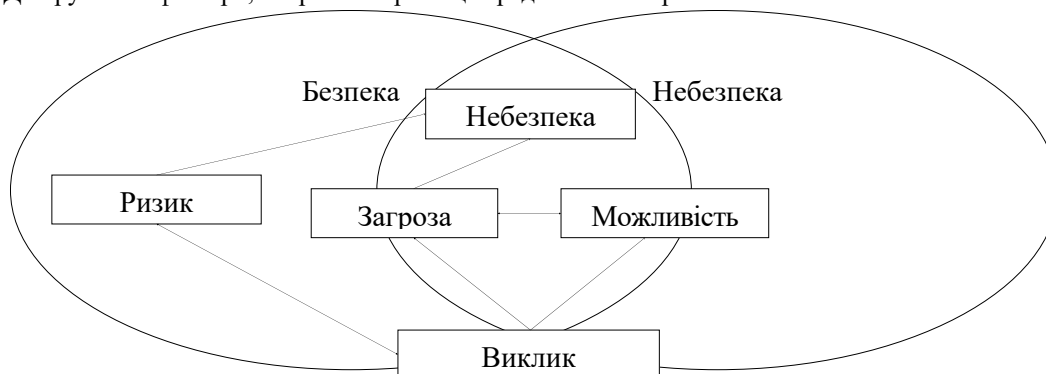 Безпека
Небезпека
Небезпека
Ризик
Загроза
Можливість
Виклик